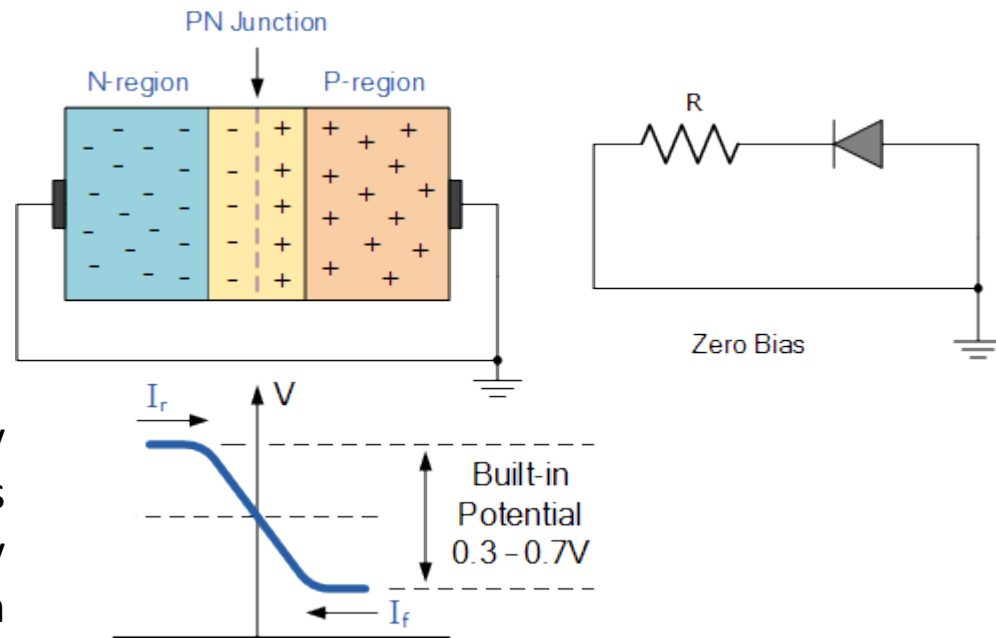 PN Junction
N-region P-region
R
Zero Bias
V
Ir
Built-in
Potential
0.3 – 0.7V
If